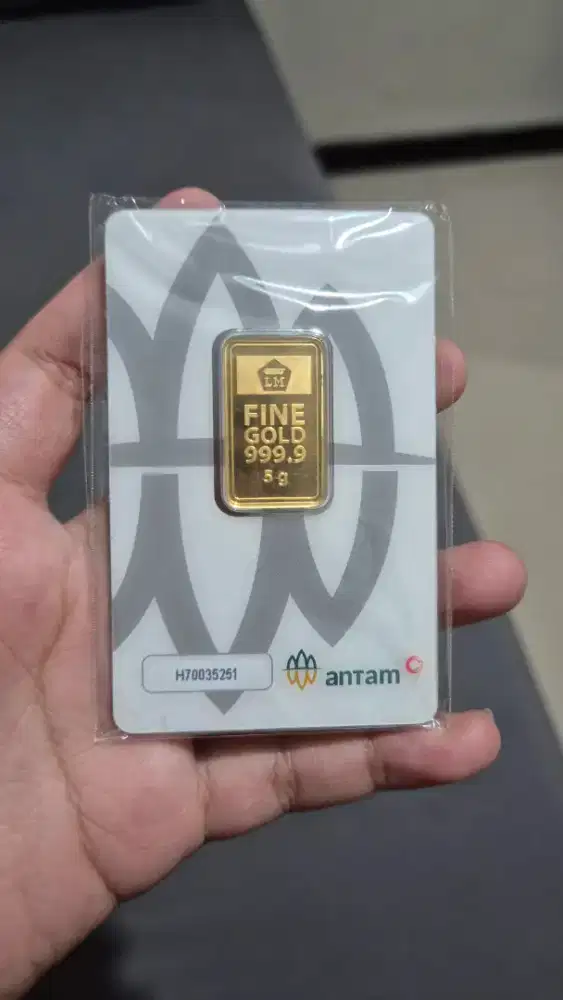 LM
FINE
GOLD
999.9
5 g
H70035251
antam